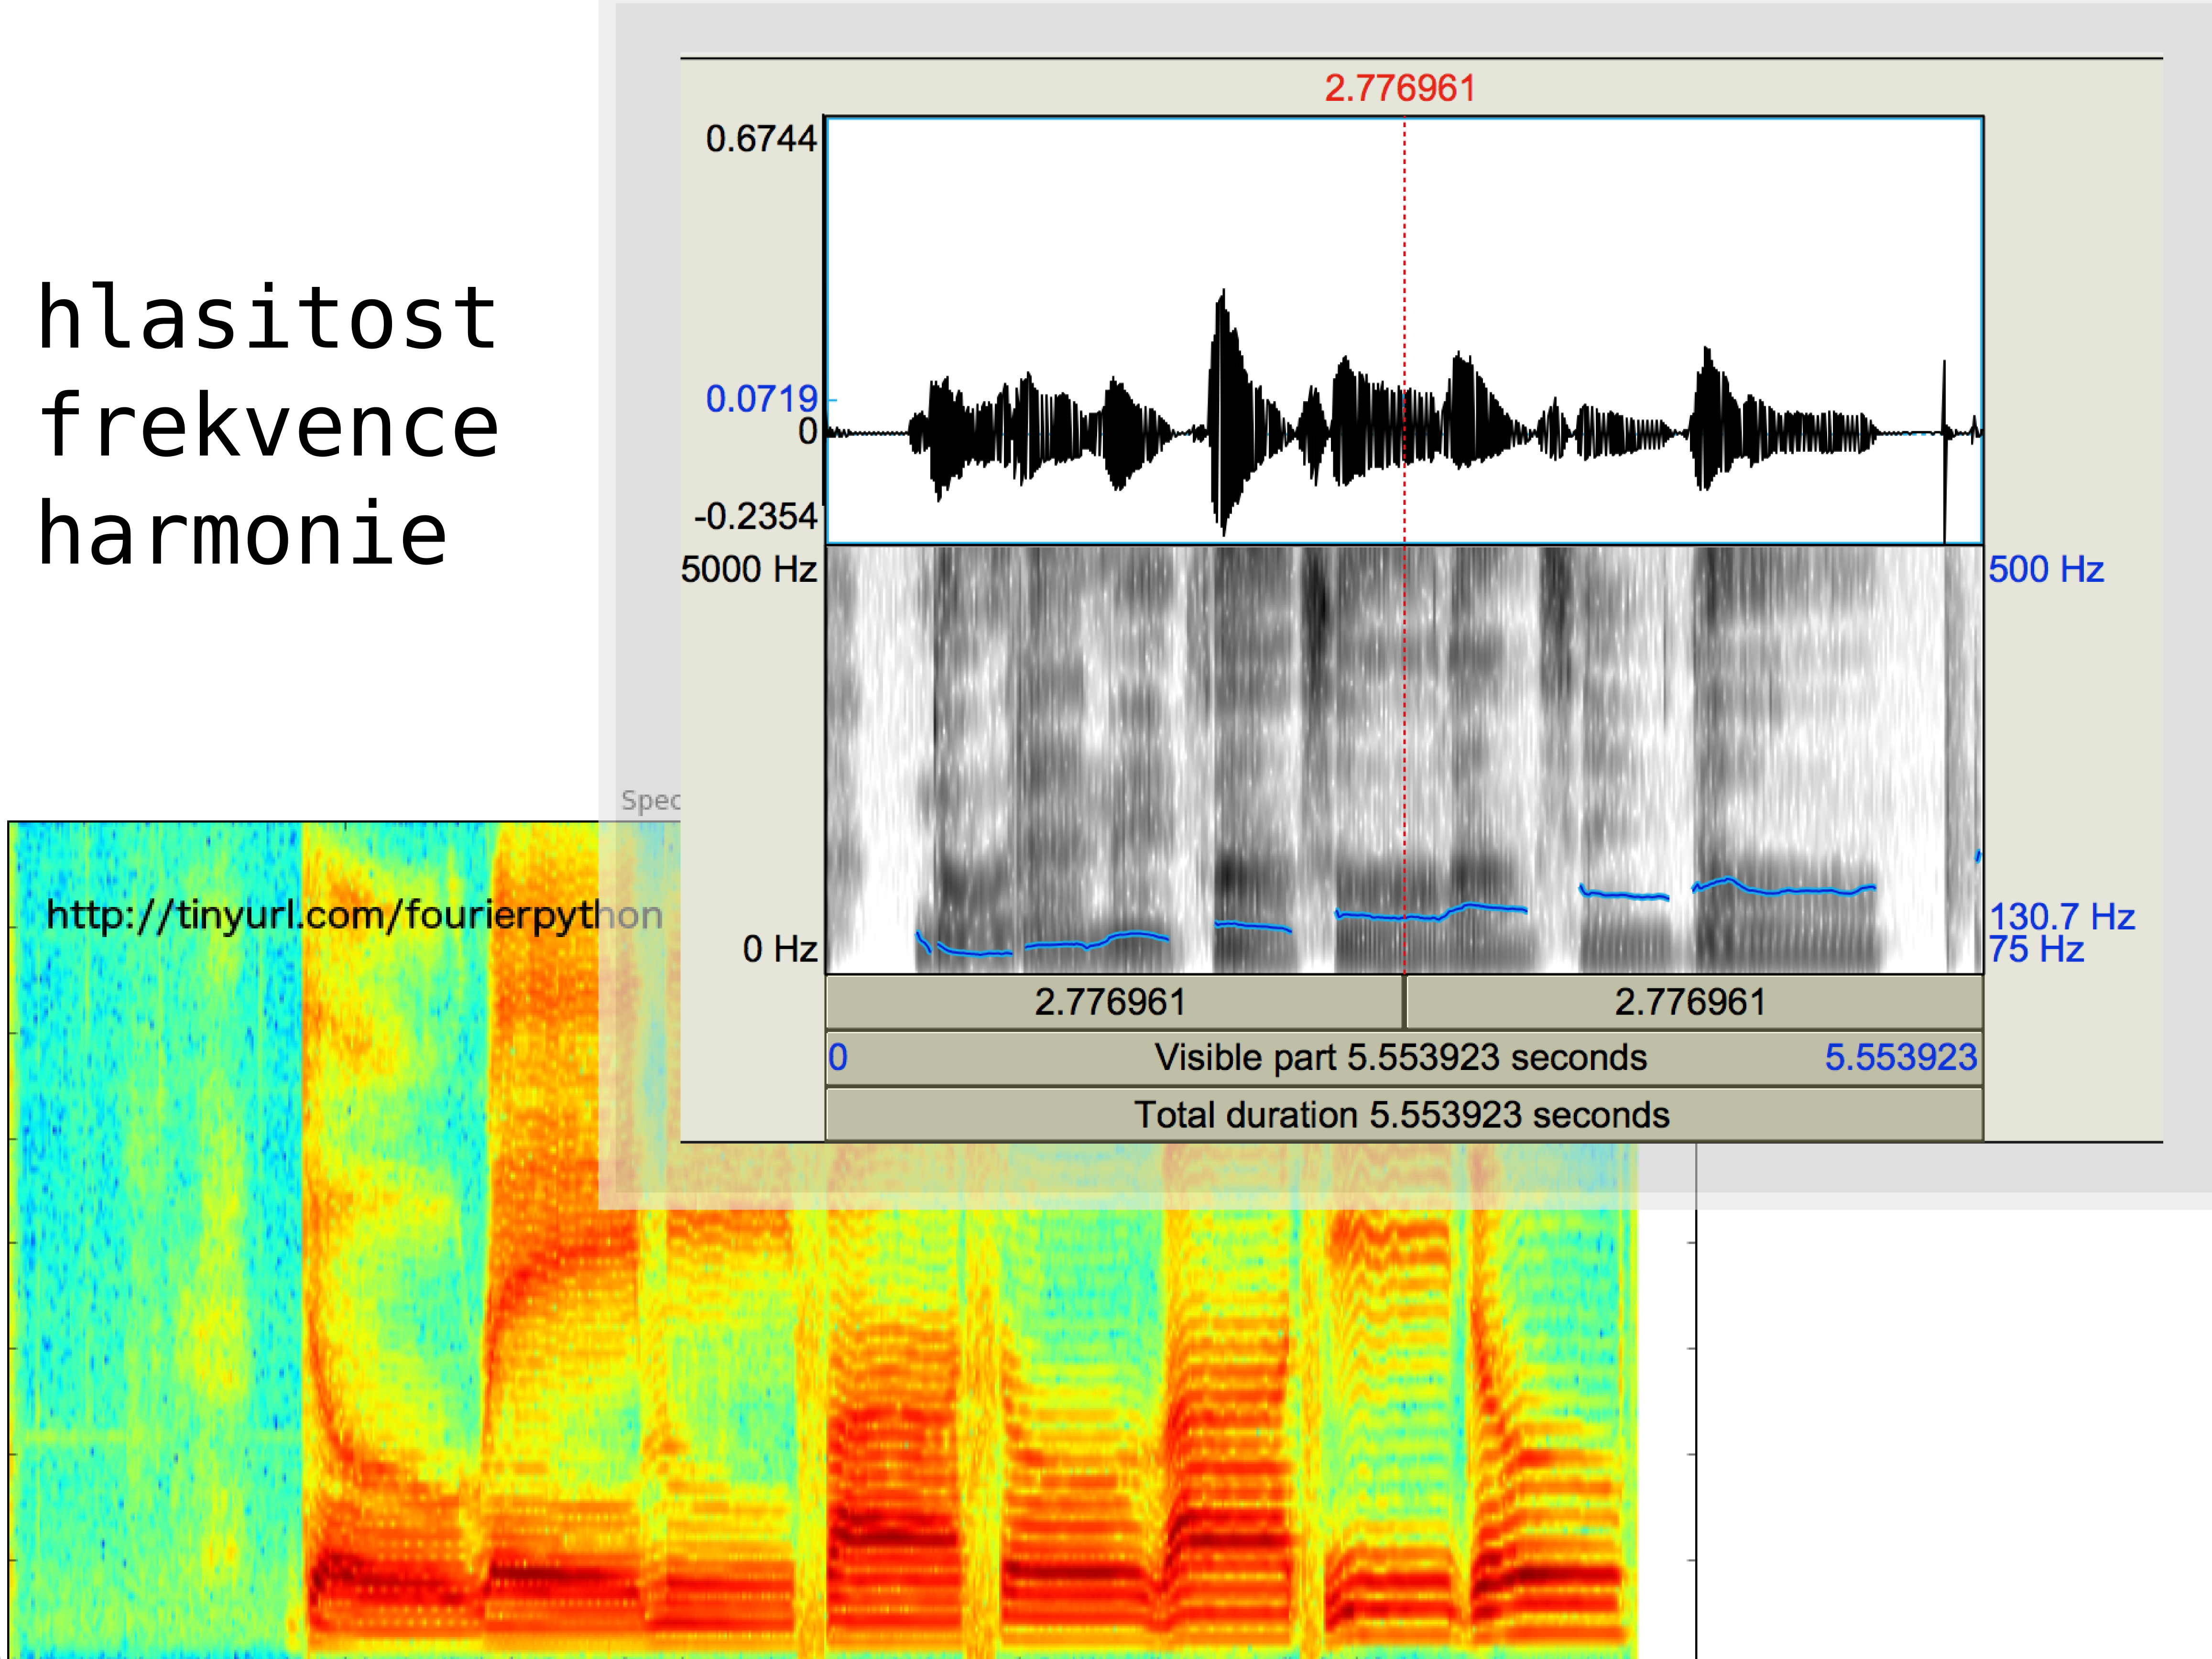 hlasitost
frekvence
harmonie
2.776961
0.6744
0.0719
0
-0.2354
5000 Hz
500 Hz
Spec
http://tinyurl.com/fourierpython
130.7 Hz
0 Hz
75 Hz
2.776961 2.776961
0 Visible part 5.553923 seconds 5.553923
Total duration 5.553923 seconds